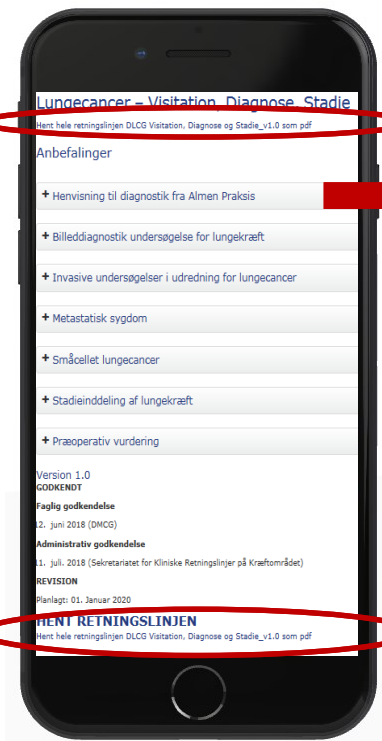 Lungecancer – Visitation, Diagnose, Stadie
Hent hele retningslinjen DLCG Visitation, Diagnose og Stadie_v1.0 som pdf
Anbefalinger
+ Henvisning til diagnostik fra Almen Praksis
+ Billeddiagnostik undersøgelse for lungekræft
+ Invasive undersøgelser i udredning for lungecancer
+ Metastatisk sygdom
+ Småcellet lungecancer
+ Stadieinddeling af lungekræft
+ Præoperativ vurdering
Version 1.0
GODKENDT
Faglig godkendelse
12. juni 2018 (DMCG)
Administrativ godkendelse
11. juli. 2018 (Sekretariatet for Kliniske Retningslinjer på Kræftområdet)
REVISION
Planlagt: 01. Januar 2020
HENT RETNINGSLINJEN
Hent hele retningslinjen DLCG Visitation, Diagnose og Stadie_v1.0 som pdf